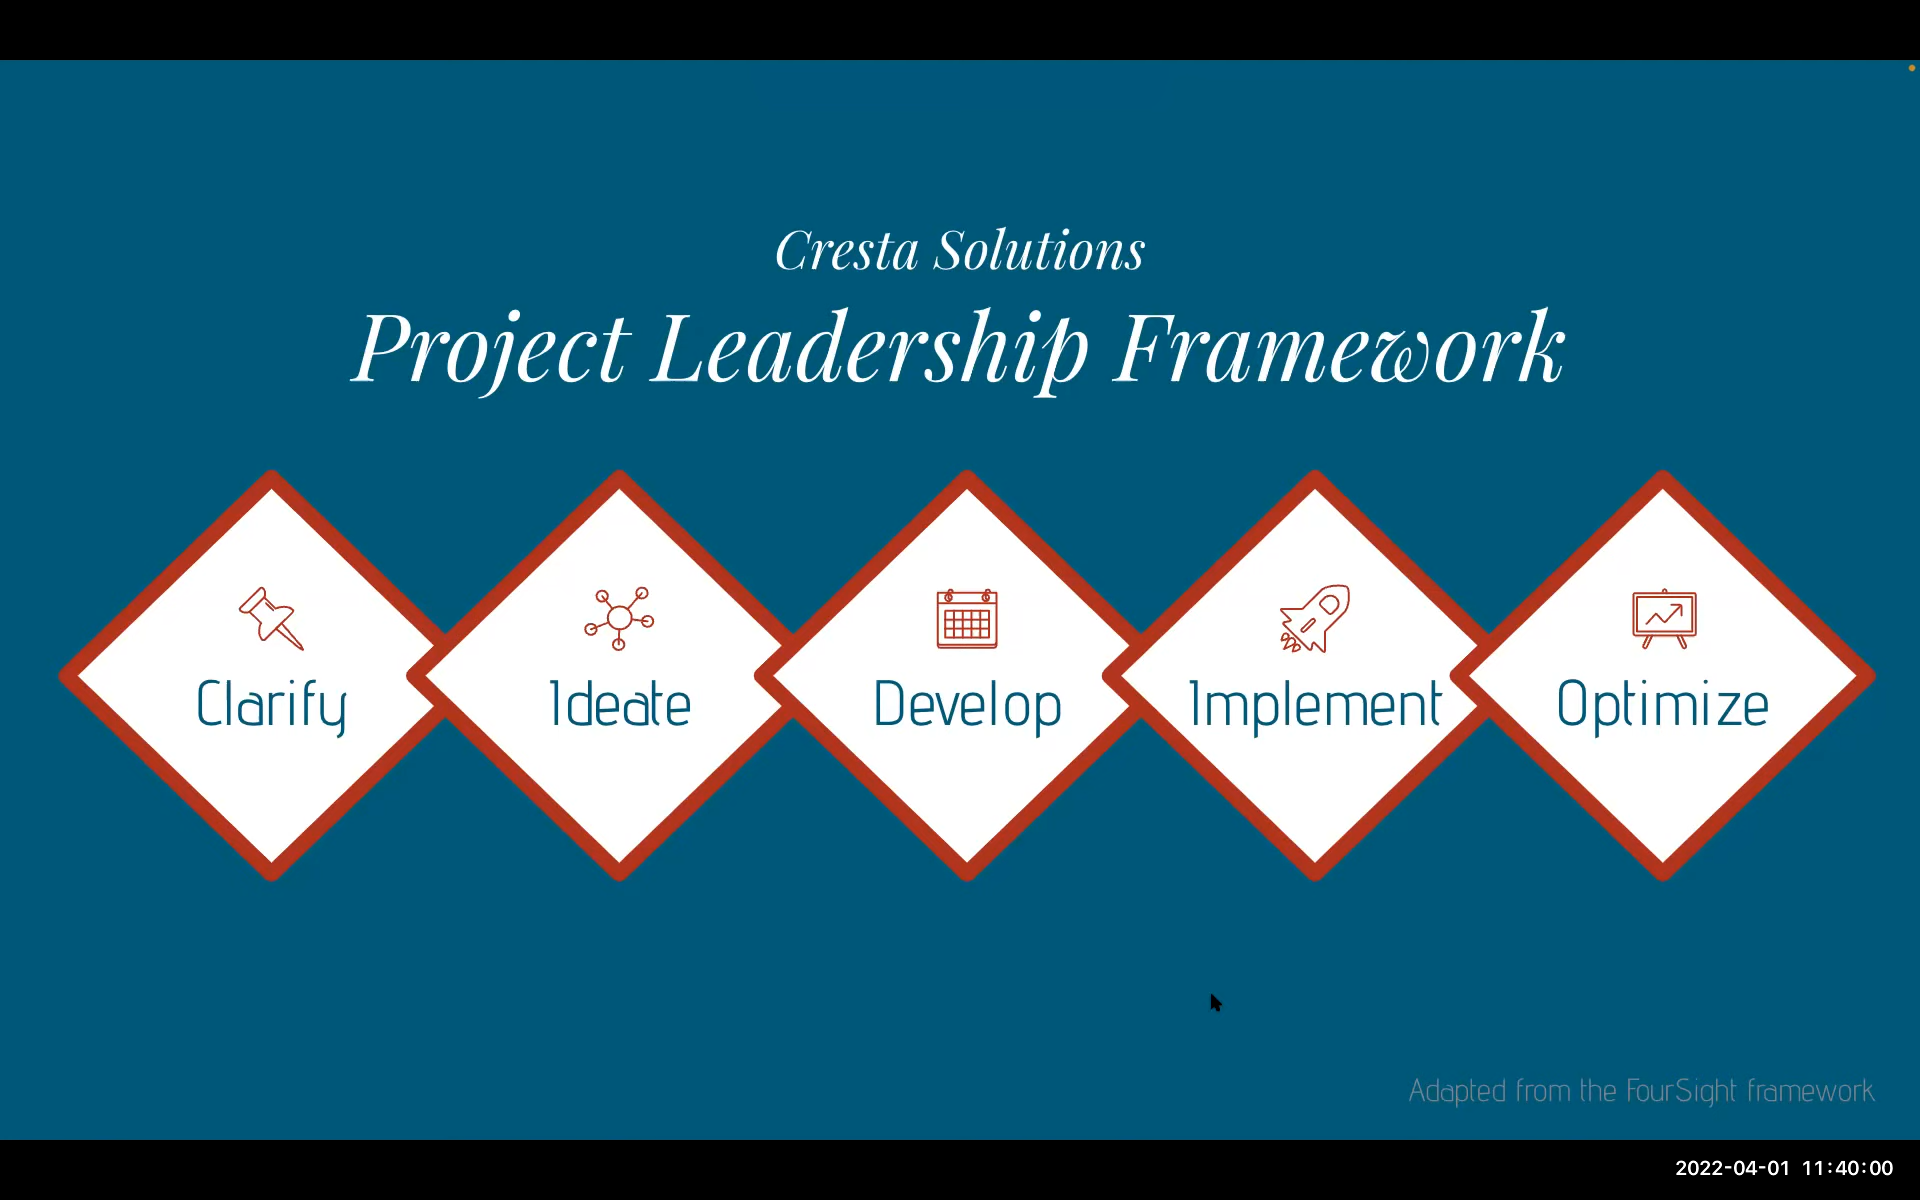 Cresta Solutions
Project Leadership Framework
Clarify
Ideate
Develop
Implement
Optimize
Adapted from the FourSight framework
2022-04-01 11:40:00